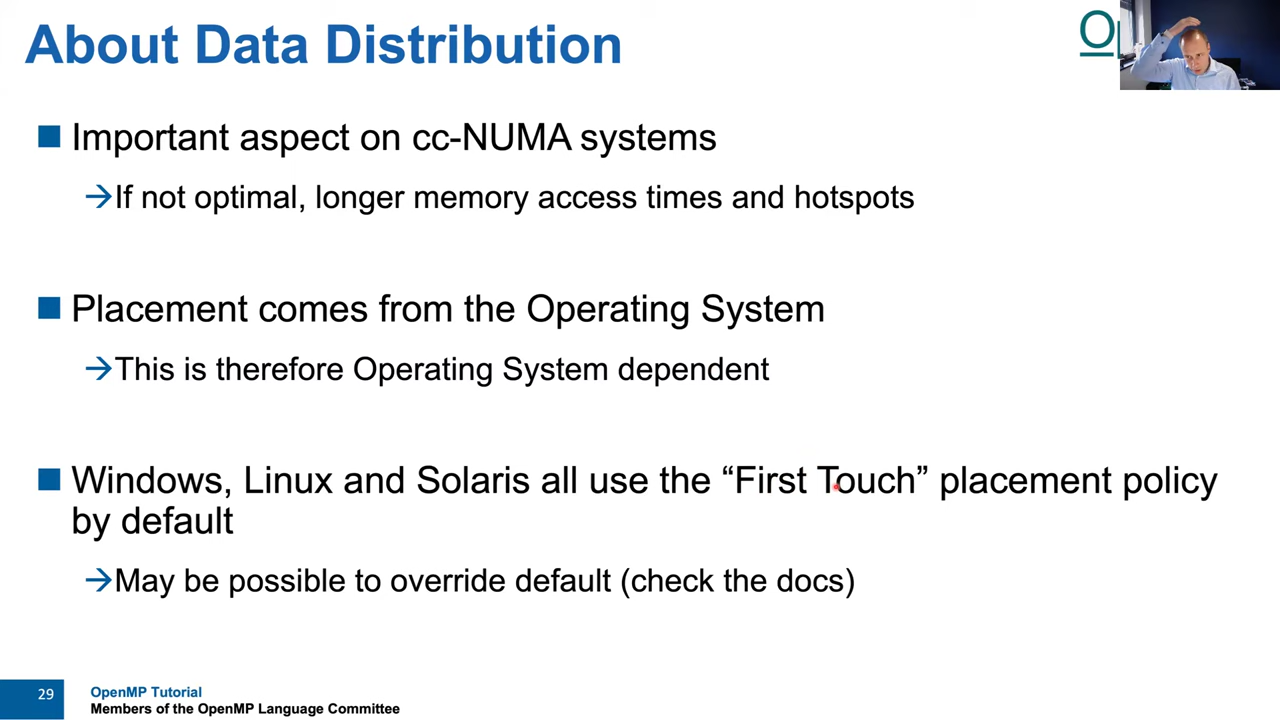 About Data Distribution
Important aspect on cc-NUMA systems
→If not optimal, longer memory access times and hotspots
Placement comes from the Operating System
→This is therefore Operating System dependent
Windows, Linux and Solaris all use the “First Touch” placement policy
by default
→May be possible to override default (check the docs)
29
OpenMP Tutorial
Members of the OpenMP Language Committee